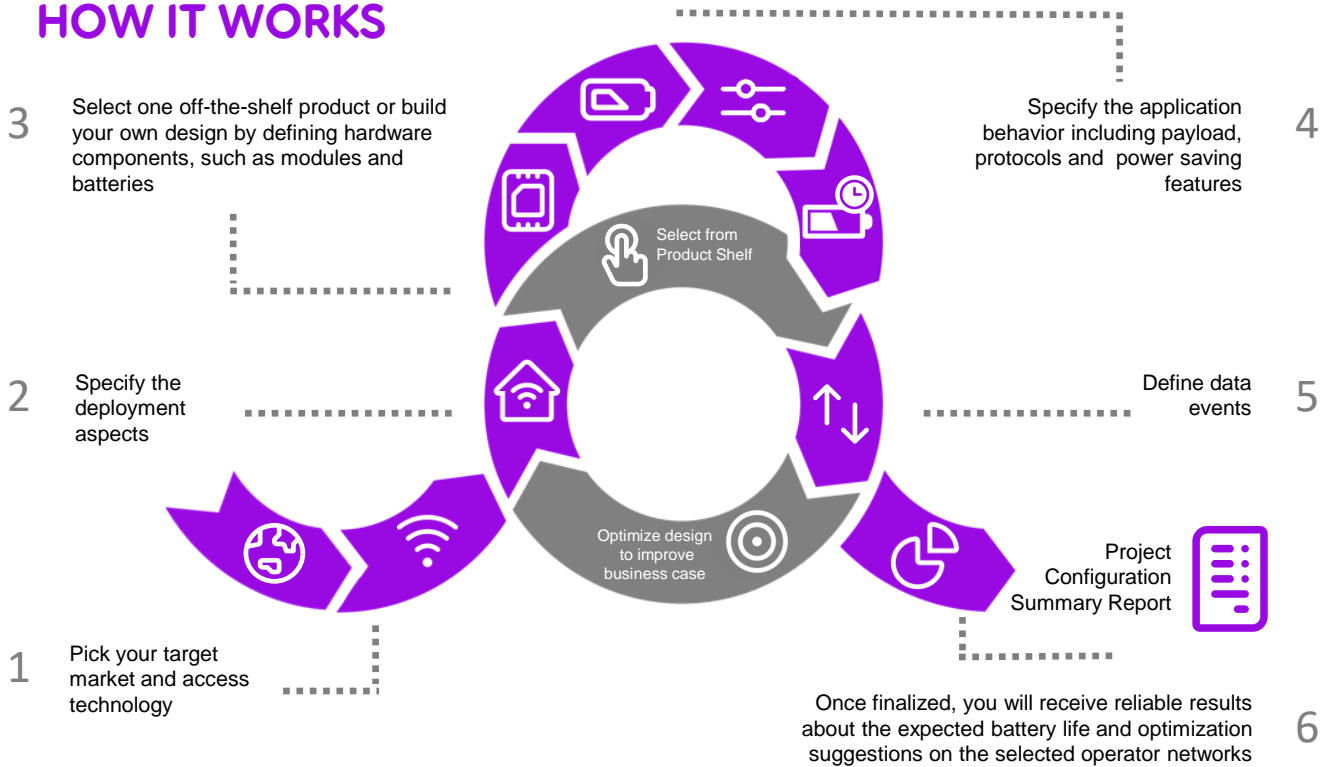 HOW IT WORKS
1
Pick your target
market and access
technology
2
Specify the
deployment
aspects
3
Select one off-the-shelf product or build
your own design by defining hardware
components, such as modules and
batteries
Select from
Product Shelf
4
Specify the application
behavior including payload,
protocols and  power saving
features
5
Define data
events
Optimize design
to improve
business case
Project
Configuration
Summary Report
6
Once finalized, you will receive reliable results
about the expected battery life and optimization
suggestions on the selected operator networks